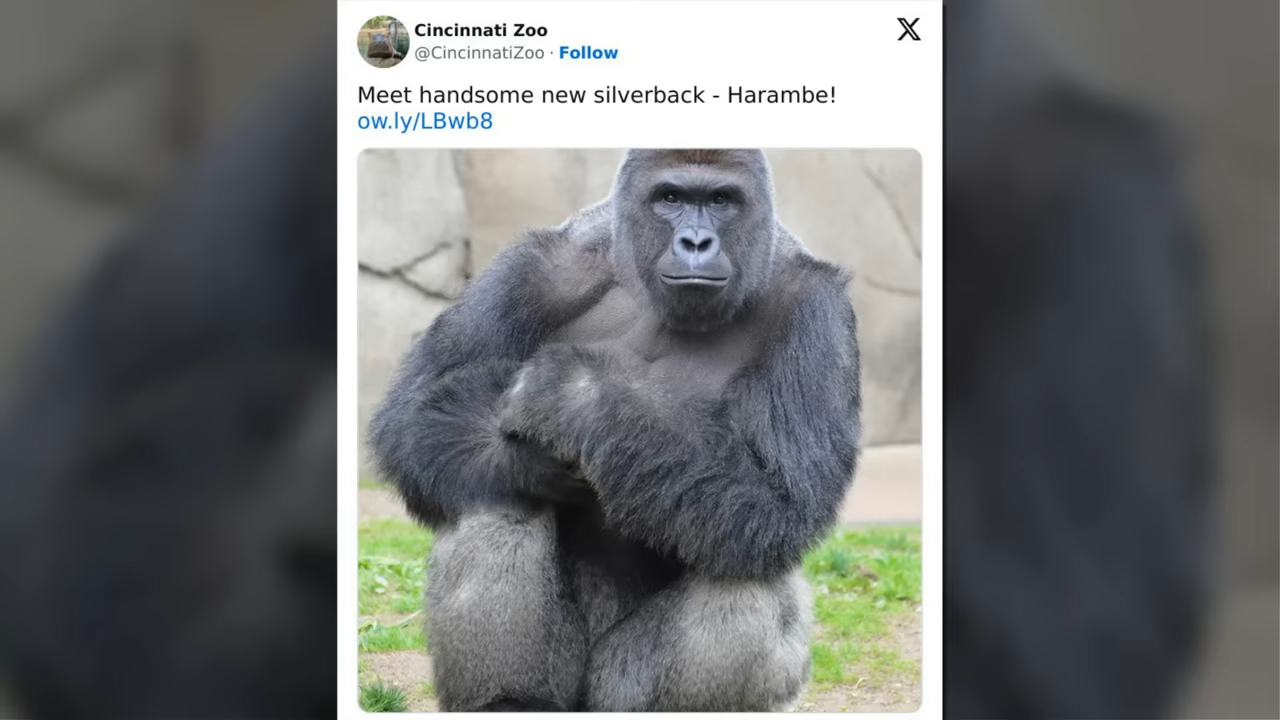 Cincinnati Zoo
@CincinnatiZoo · Follow
Meet handsome new silverback - Harambe!
ow.ly/LBwb8